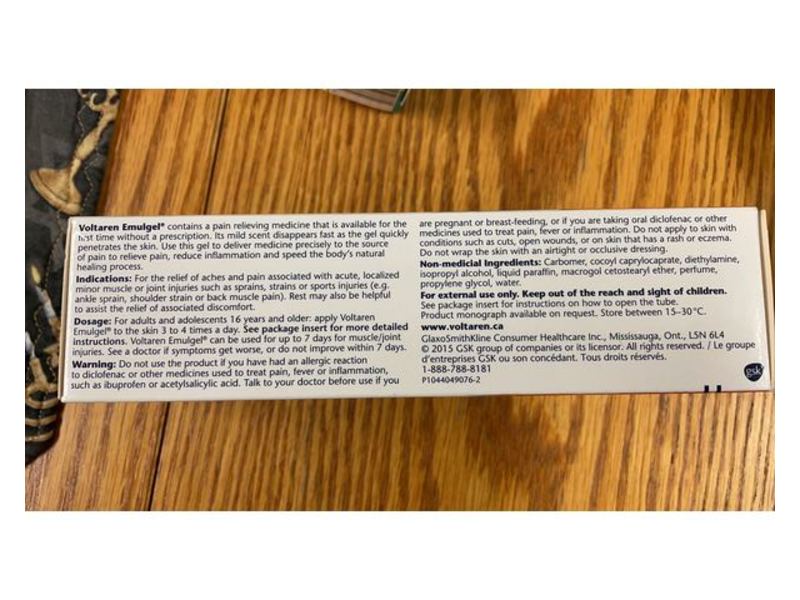 Voltaren Emulgel® contains a pain relieving medicine that is available for the
first time without a prescription. Its mild scent disappears fast as the gel quickly
penetrates the skin. Use this gel to deliver medicine precisely to the source
of pain to relieve pain, reduce inflammation and speed the body's natural
healing process.
Indications: For the relief of aches and pain associated with acute, localized
minor muscle or joint injuries such as sprains, strains or sports injuries (e.g.
ankle sprain, shoulder strain or back muscle pain). Rest may also be helpful
to assist the relief of associated discomfort.
Dosage: For adults and adolescents 16 years and older: apply Voltaren
Emulgel® to the skin 3 to 4 times a day. See package insert for more detailed
instructions. Voltaren Emulgel® can be used for up to 7 days for muscle/joint
injuries. See a doctor if symptoms get worse, or do not improve within 7 days.
Warning: Do not use the product if you have had an allergic reaction
to diclofenac or other medicines used to treat pain, fever or inflammation,
such as ibuprofen or acetylsalicylic acid. Talk to your doctor before use if you
are pregnant or breast-feeding, or if you are taking oral diclofenac or other
medicines used to treat pain, fever or inflammation. Do not apply to skin with
conditions such as cuts, open wounds, or on skin that has a rash or eczema.
Do not wrap the skin with an airtight or occlusive dressing.
Non-medicial Ingredients: Carbomer, cocoyl caprylocaprate, diethylamine,
isopropyl alcohol, liquid paraffin, macrogol cetostearyl ether, perfume,
propylene glycol, water.
For external use only. Keep out of the reach and sight of children.
See package insert for instructions on how to open the tube.
Product monograph available on request. Store between 15-30°C.
www.voltaren.ca
GlaxoSmithKline Consumer Healthcare Inc., Mississauga, Ont., L5N 6L4
© 2015 GSK group of companies or its licensor. All rights reserved. / Le groupe
d'entreprises GSK ou son concédant. Tous droits réservés.
1-888-788-8181
P1044049076-2
gsk